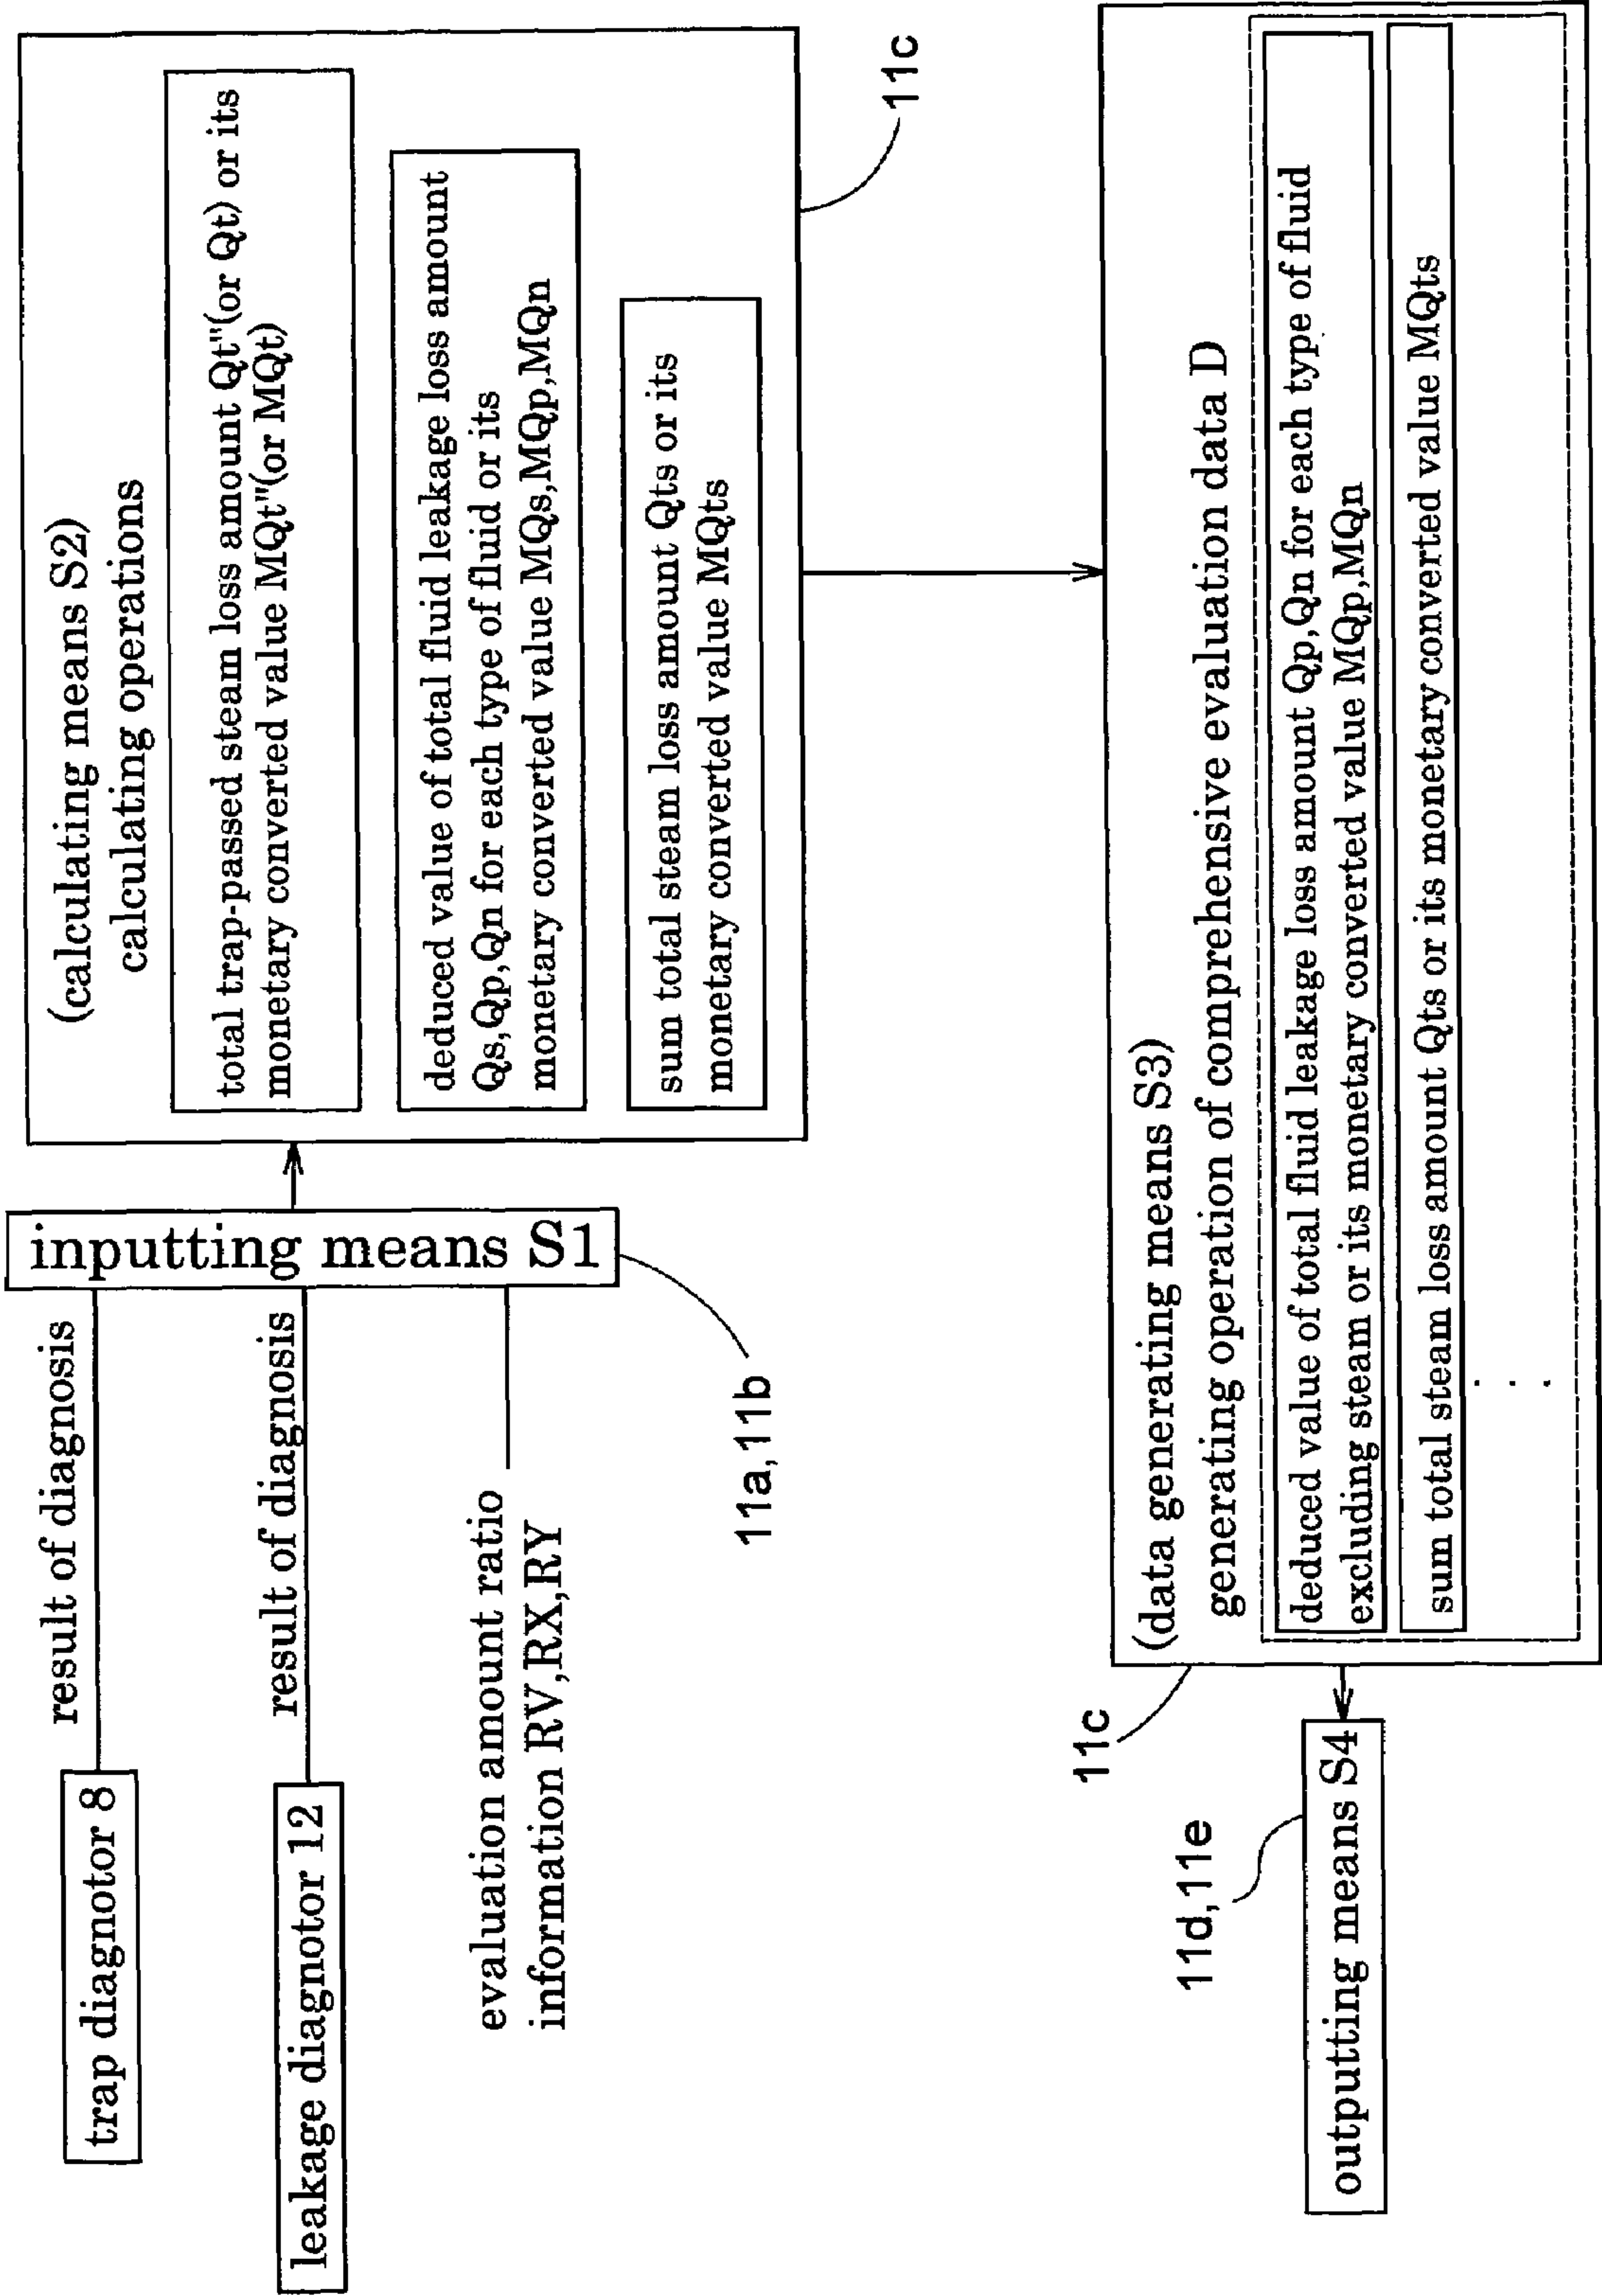 trap diagnotor 8
result of diagnosis
leakage diagnotor 12
result of diagnosis
evaluation amount ratio
information RV,RX,RY
inputting means S1
11a,11b
(calculating means S2)
calculating operations
total trap-passed steam loss amount Qt"(or Qt) or its
monetary converted value MQt"(or MQt)
deduced value of total fluid leakage loss amount
Qs,Qp,Qn for each type of fluid or its
monetary converted value MQs,MQp,MQn
sum total steam loss amount Qts or its
monetary converted value MQts
11c
(data generating means S3)
generating operation of comprehensive evaluation data D
deduced value of total fluid leakage loss amount Qp,Qn for each type of fluid
excluding steam or its monetary converted value MQp,MQn
sum total steam loss amount Qts or its monetary converted value MQts
. . .
11c
11d,11e
outputting means S4